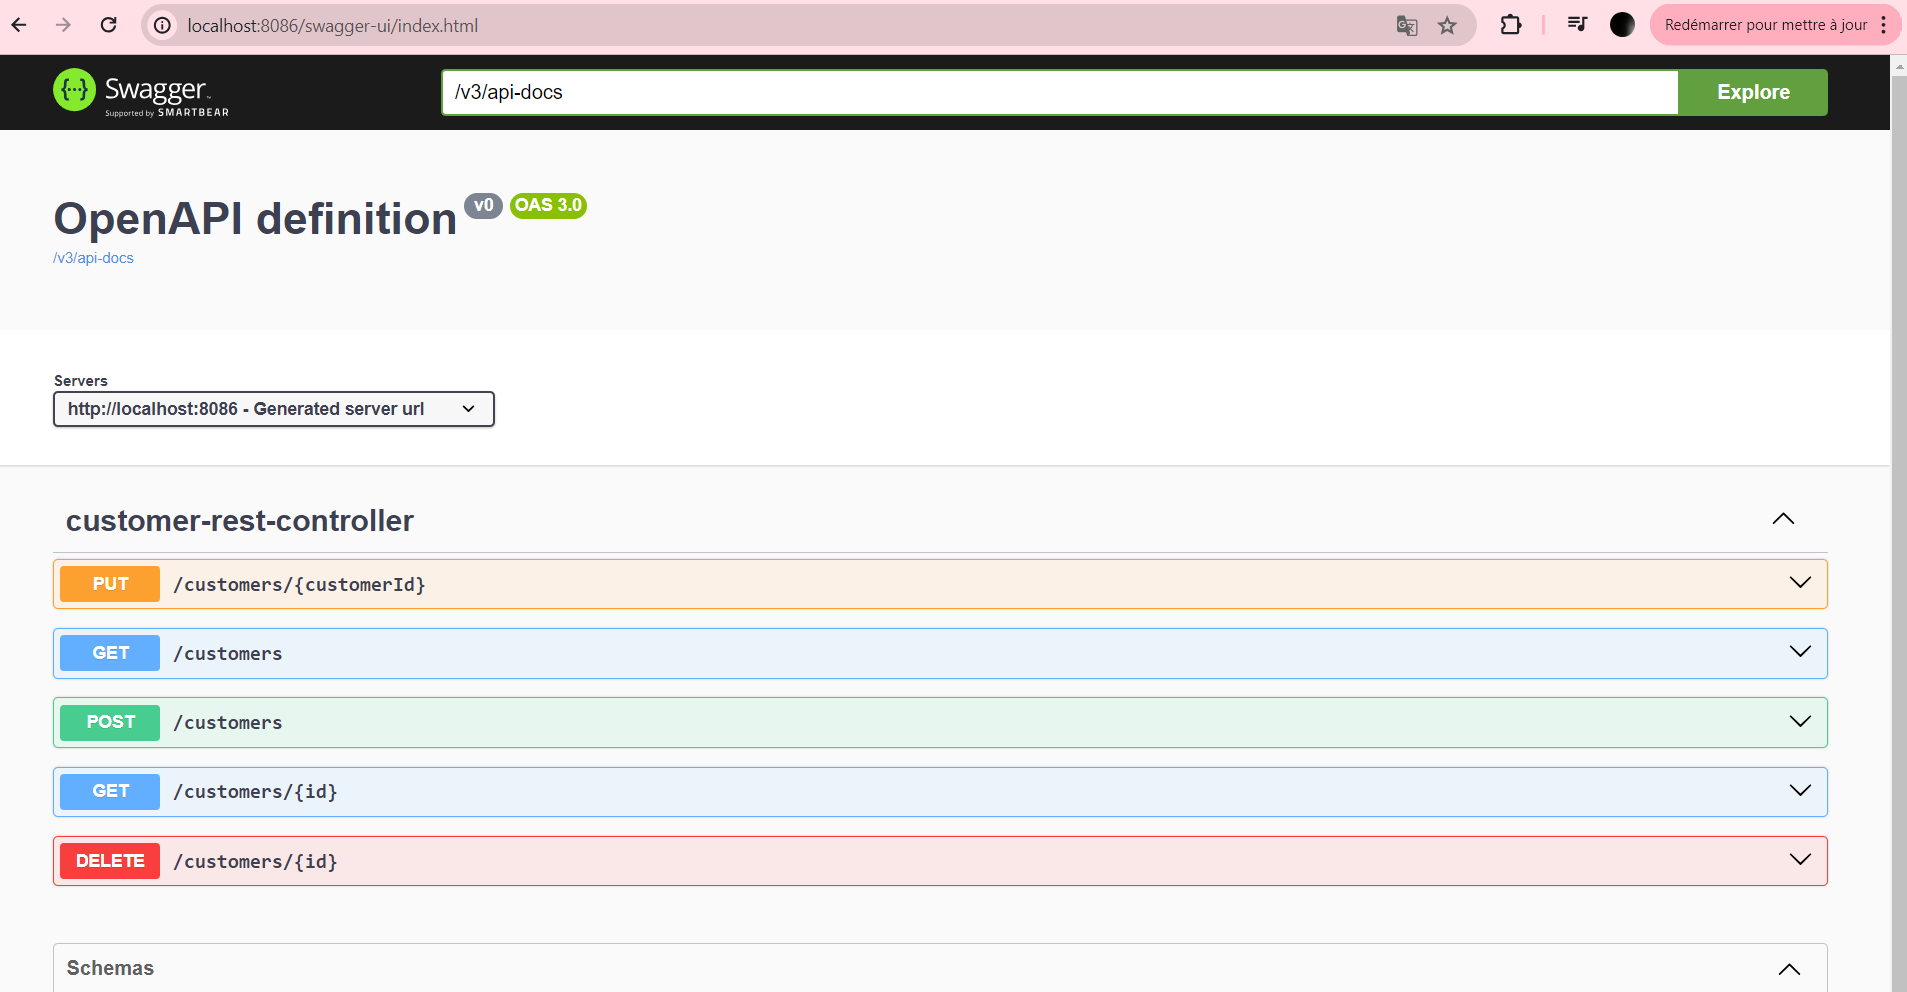 localhost:8086/swagger-ui/index.html
Redémarrer pour mettre à jour
{···} Swagger™
Supported by SMARTBEAR
/v3/api-docs
Explore
OpenAPI definition v0 OAS 3.0
/v3/api-docs
Servers
http://localhost:8086 - Generated server url
customer-rest-controller
PUT /customers/{customerId}
GET /customers
POST /customers
GET /customers/{id}
DELETE /customers/{id}
Schemas